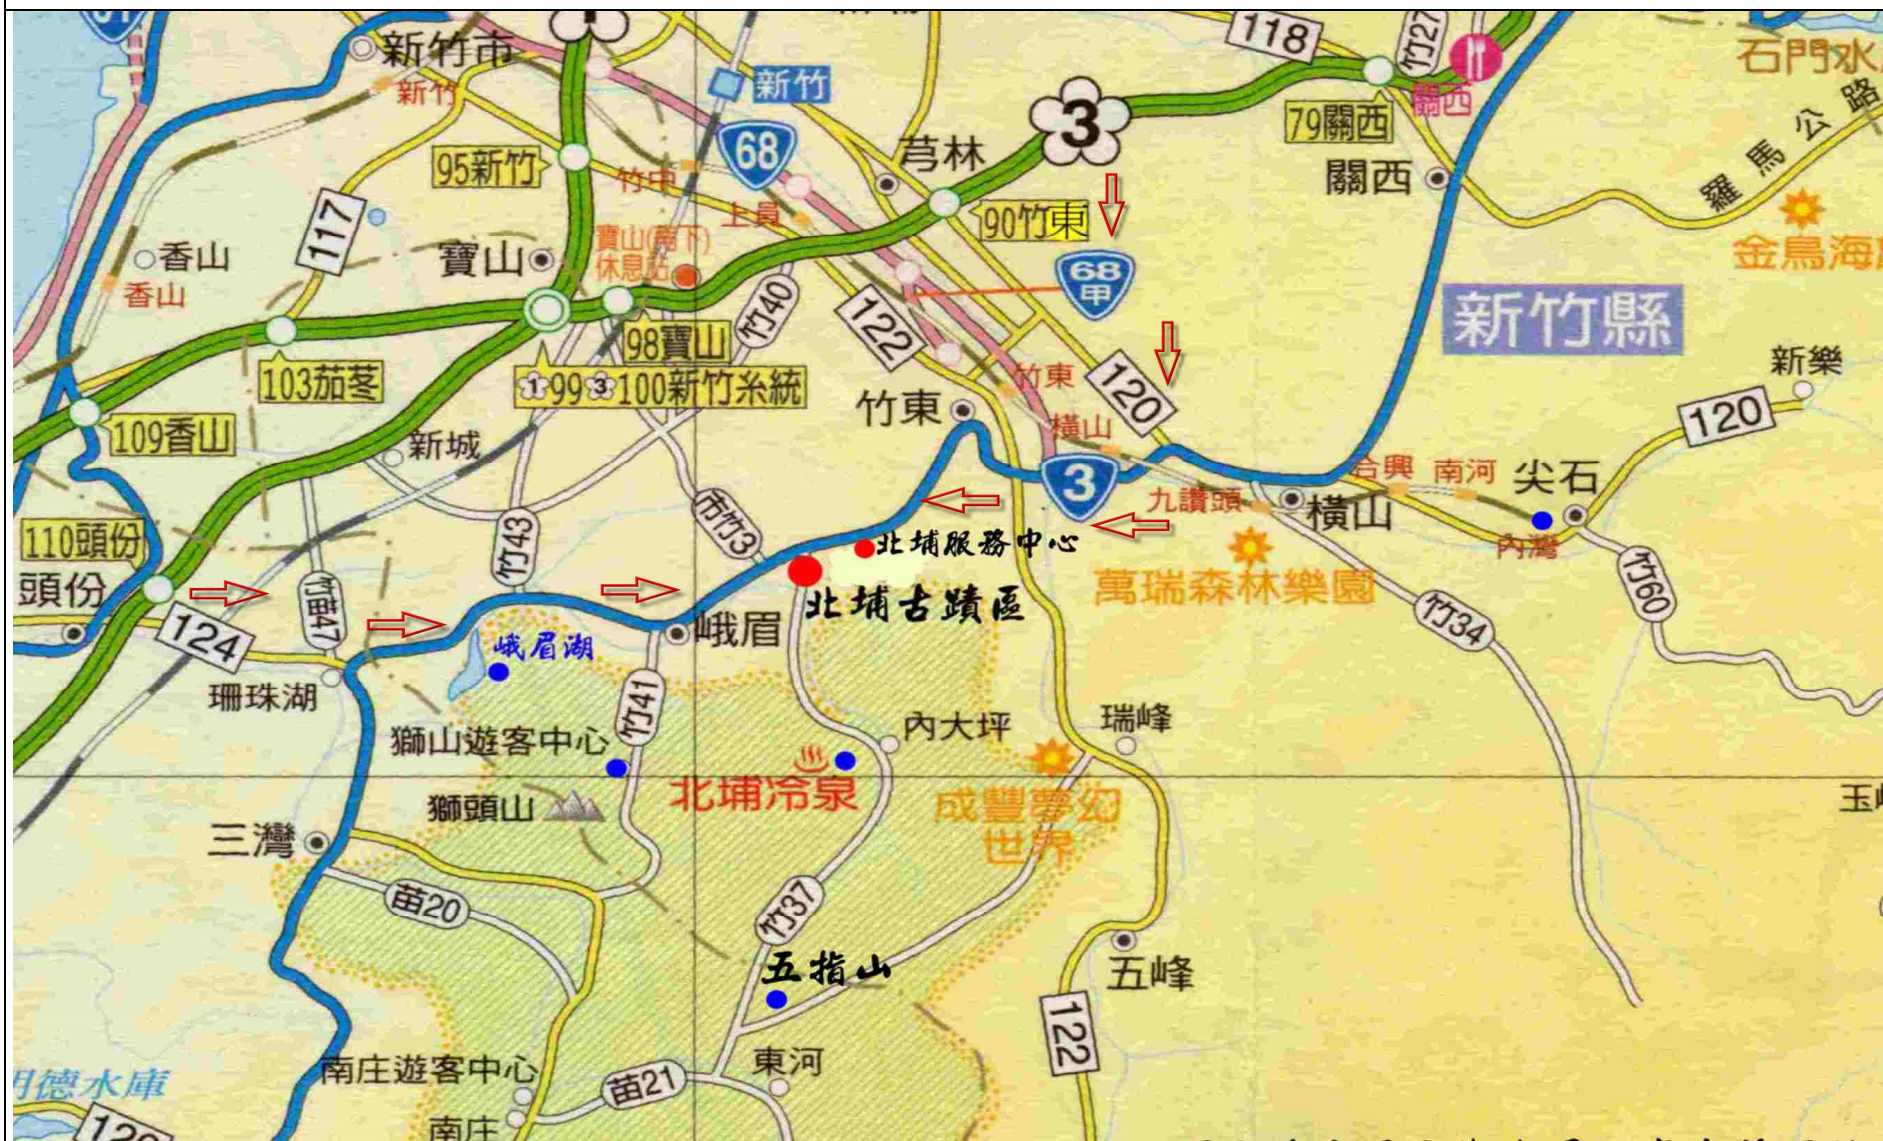 新竹市
118
竹27
新竹
新竹
68
3
79關西
關西
關西
芎林
羅馬公路
95新竹
竹中
上員
90竹東
117
香山
香山
寶山
寶山(南下)
休息站
68
甲
新竹縣
竹40
122
98寶山
103茄苳
1 99 3 100新竹系統
竹東
竹東
120
新樂
120
109香山
新城
橫山
3
九讚頭
橫山
合興
南河
尖石
內灣
市竹3
110頭份
頭份
竹43
北埔服務中心
萬瑞森林樂園
竹60
竹苗47
北埔古蹟區
竹34
124
峨眉湖
峨眉
珊珠湖
竹41
獅山遊客中心
內大坪
瑞峰
北埔冷泉
獅頭山
成豐夢幻
世界
三灣
苗20
竹37
五指山
五峰
122
南庄遊客中心
苗21
東河
南庄